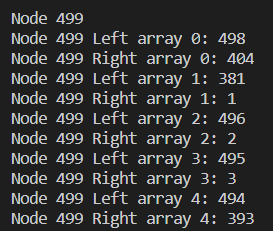 Node 499
Node 499 Left array 0: 498
Node 499 Right array 0: 404
Node 499 Left array 1: 381
Node 499 Right array 1: 1
Node 499 Left array 2: 496
Node 499 Right array 2: 2
Node 499 Left array 3: 495
Node 499 Right array 3: 3
Node 499 Left array 4: 494
Node 499 Right array 4: 393